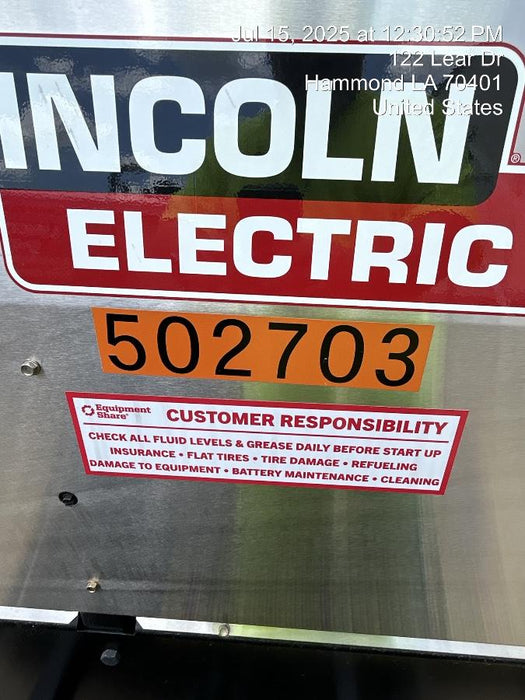 Jul 15, 2025 at 12:30:52 PM
122 Lear Dr
Hammond LA 70401
United States
INCOLN
®
ELECTRIC
502703
Equipment
Share®
CUSTOMER RESPONSIBILITY
CHECK ALL FLUID LEVELS & GREASE DAILY BEFORE START UP
INSURANCE • FLAT TIRES • TIRE DAMAGE • REFUELING
DAMAGE TO EQUIPMENT • BATTERY MAINTENANCE • CLEANING